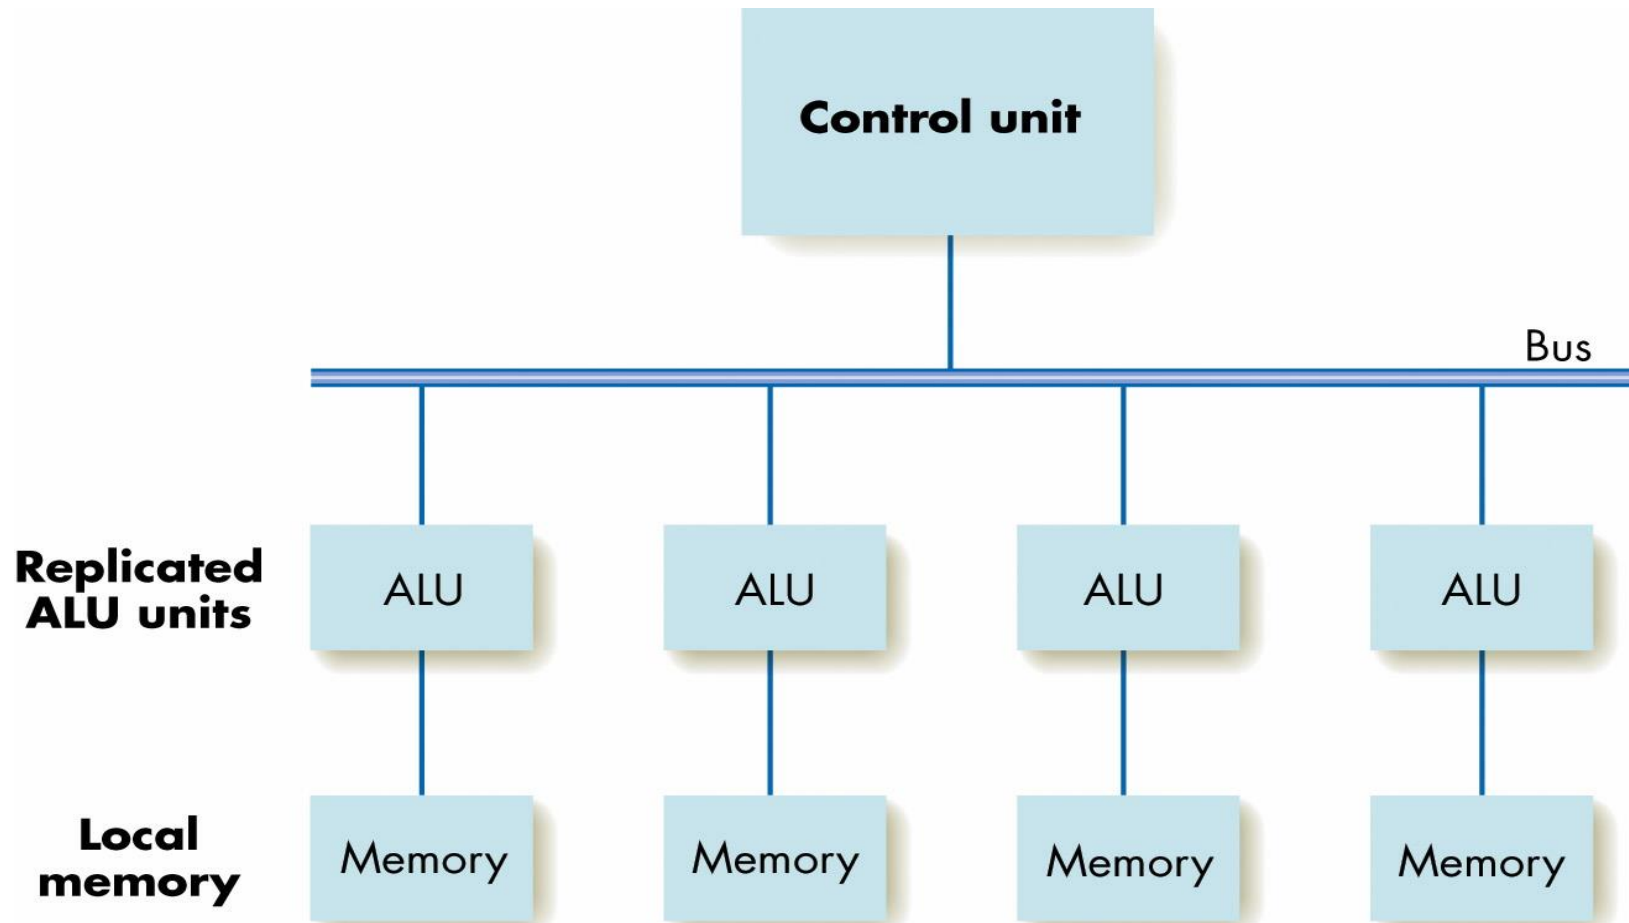 Control unit
Bus
Replicated
ALU units
ALU
ALU
ALU
ALU
Local
memory
Memory
Memory
Memory
Memory